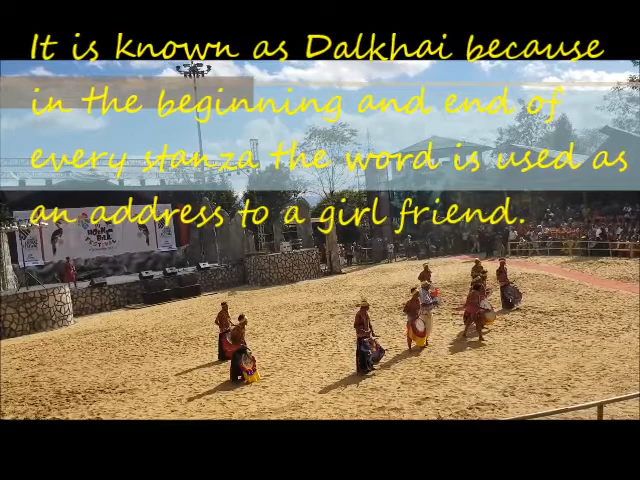 It is known as Dalkhai because
in the beginning and end of
every stanza the word is used as
an address to a girl friend.
FESTIVAL